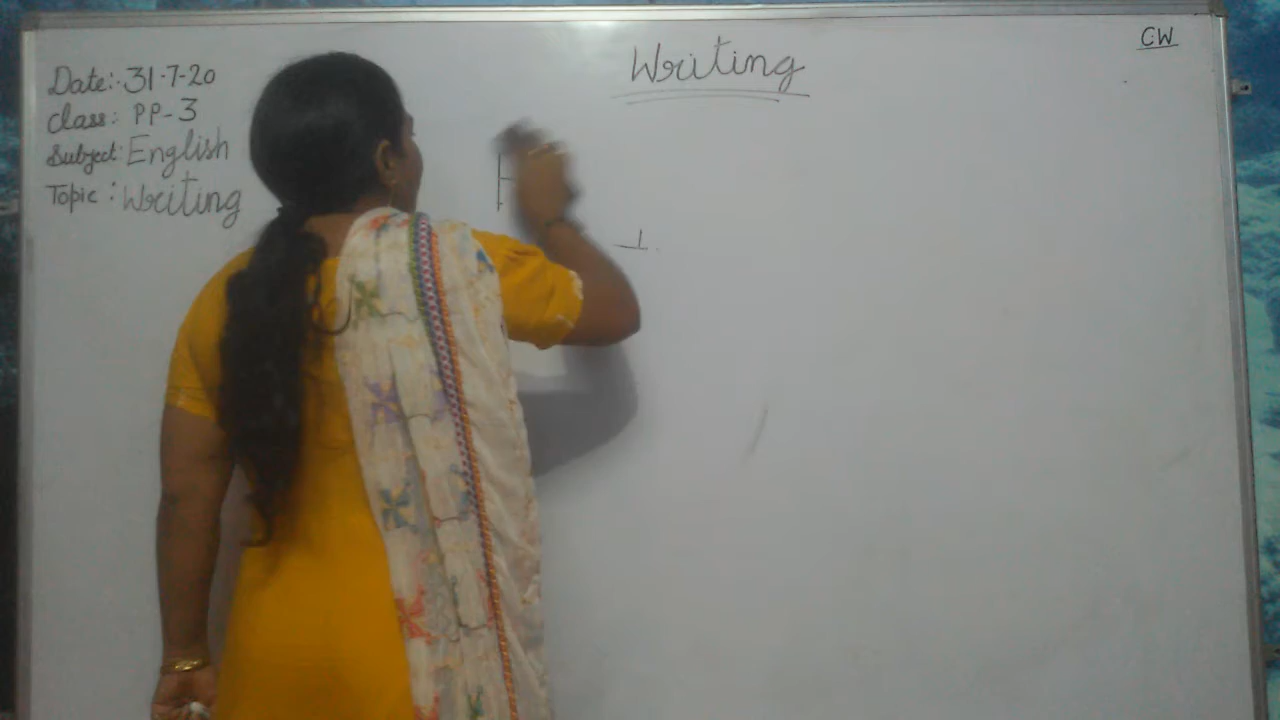 Writing
CW
Date:- 31-7-20
Class: PP-3
Subject: English
Topic: Writing